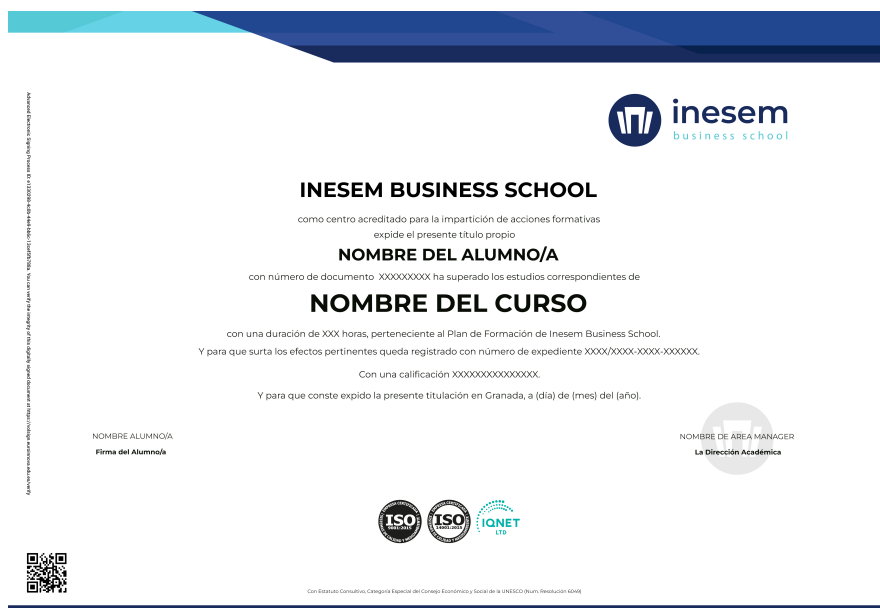 inesem
business school
INESEM BUSINESS SCHOOL
como centro acreditado para la impartición de acciones formativas
expide el presente título propio
NOMBRE DEL ALUMNO/A
con número de documento XXXXXXXXX ha superado los estudios correspondientes de
NOMBRE DEL CURSO
con una duración de XXX horas, perteneciente al Plan de Formación de Inesem Business School.
Y para que surta los efectos pertinentes queda registrado con número de expediente XXXX/XXXX-XXXX-XXXXXX.
Con una calificación XXXXXXXXXXXXXXX.
Y para que conste expido la presente titulación en Granada, a (día) de (mes) del (año).
NOMBRE ALUMNO/A
Firma del Alumno/a
NOMBRE DE AREA MANAGER
La Dirección Académica
ISO
9001:2015
ISO
14001:2015
IQNET
LTD
Con Estatuto Consultivo, Categoría Especial del Consejo Económico y Social de la UNESCO (Num. Resolución 604/)